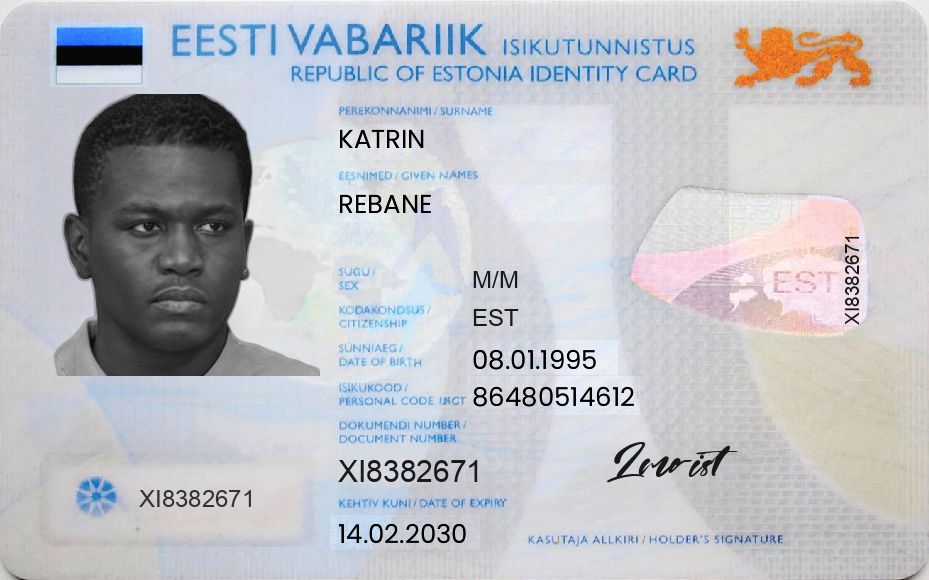 EESTI VABARIIK ISIKUTUNNISTUS
REPUBLIC OF ESTONIA IDENTITY CARD
PEREKONNANIMI / SURNAME
KATRIN
EESNIMED / GIVEN NAMES
REBANE
SUGU /
SEX
M/M
KODAKONDSUS /
CITIZENSHIP
EST
SÜNNIAEG /
DATE OF BIRTH
08.01.1995
ISIKUKOOD /
PERSONAL CODE
86480514612
DOKUMENDI NUMBER /
DOCUMENT NUMBER
XI8382671
KEHTIV KUNI / DATE OF EXPIRY
14.02.2030
XI8382671
EST
XI8382671
KASUTAJA ALLKIRI / HOLDER'S SIGNATURE